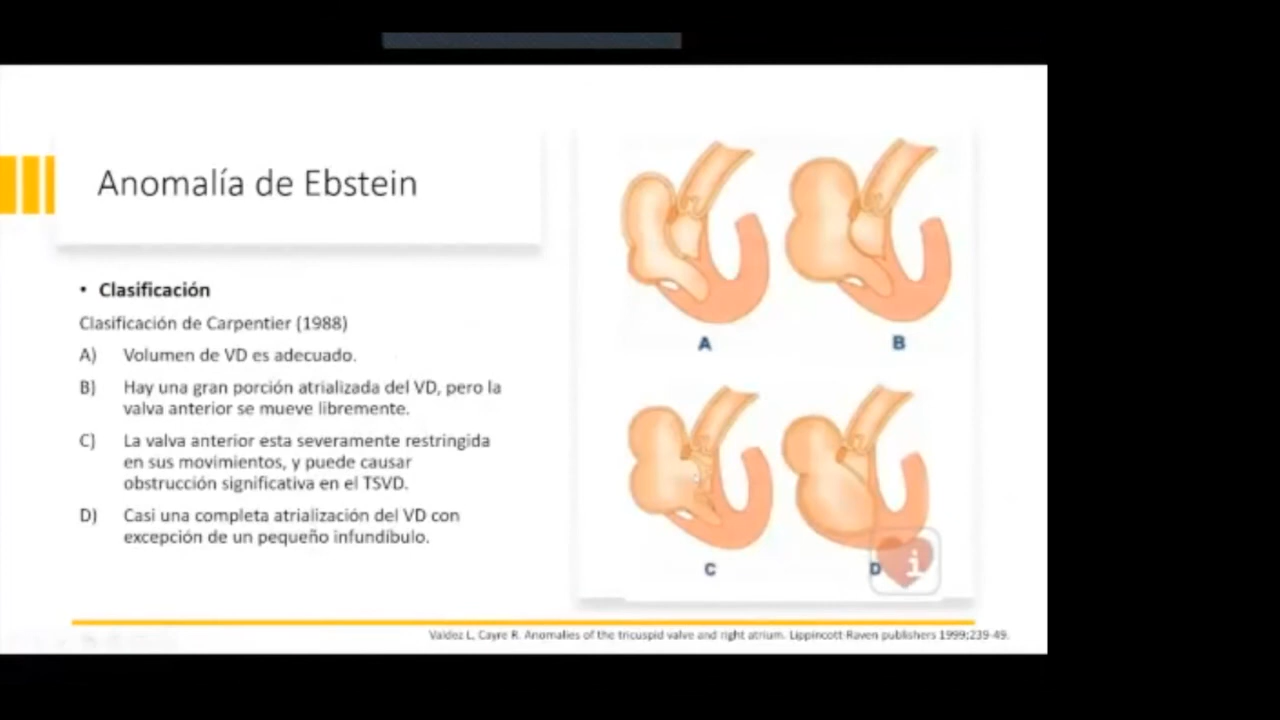 Anomalía de Ebstein
• Clasificación
Clasificación de Carpentier (1988)
A) Volumen de VD es adecuado.
B) Hay una gran porción atrializada del VD, pero la
valva anterior se mueve libremente.
C) La valva anterior esta severamente restringida
en sus movimientos, y puede causar
obstrucción significativa en el TSVD.
D) Casi una completa atrialización del VD con
excepción de un pequeño infundíbulo.
A
B
C
D
i
Valdez L, Cayre R. Anomalies of the tricuspid valve and right atrium. Lippincott Raven publishers 1999;239-49.